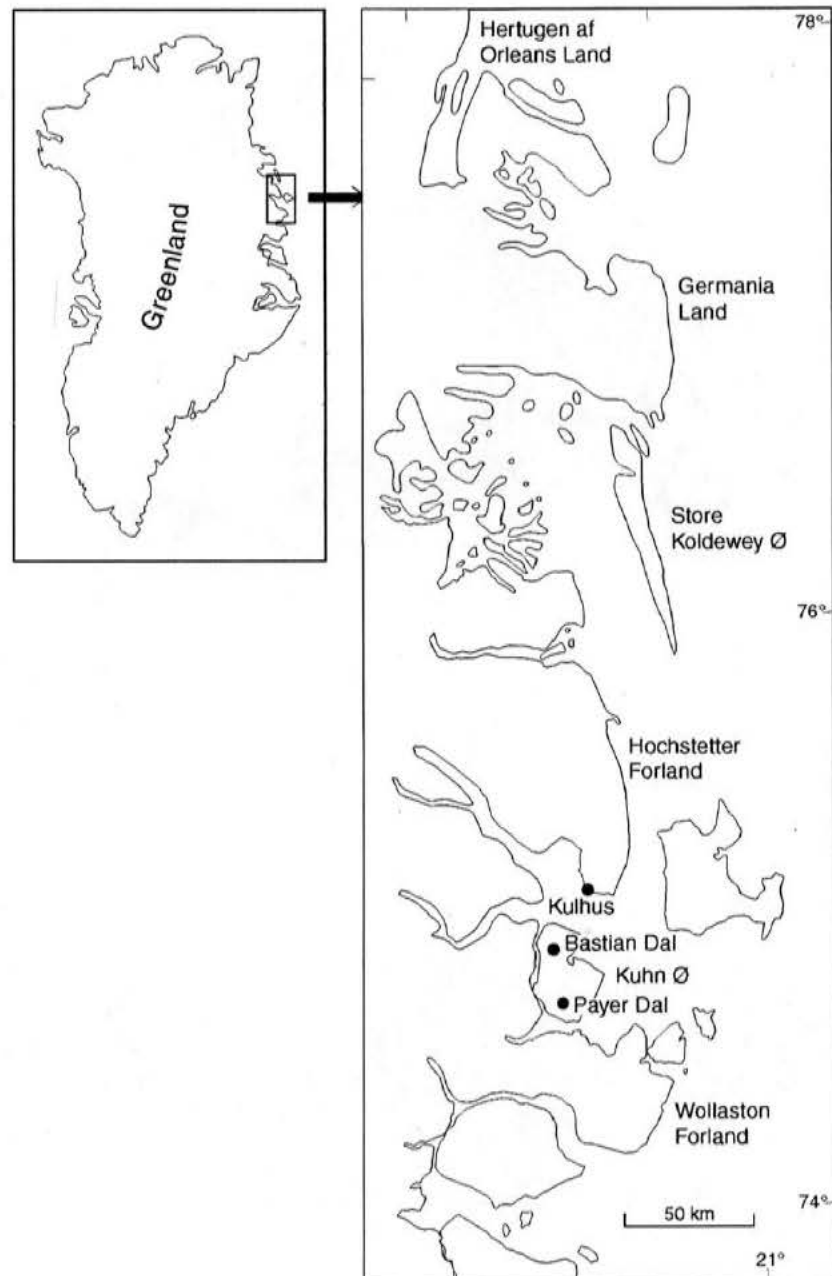 Greenland
78°
Hertugen af
Orleans Land
Germania
Land
Store
Koldewey Ø
76°
Hochstetter
Forland
Kulhus
Bastian Dal
Kuhn Ø
Payer Dal
Wollaston
Forland
74°
50 km
21°